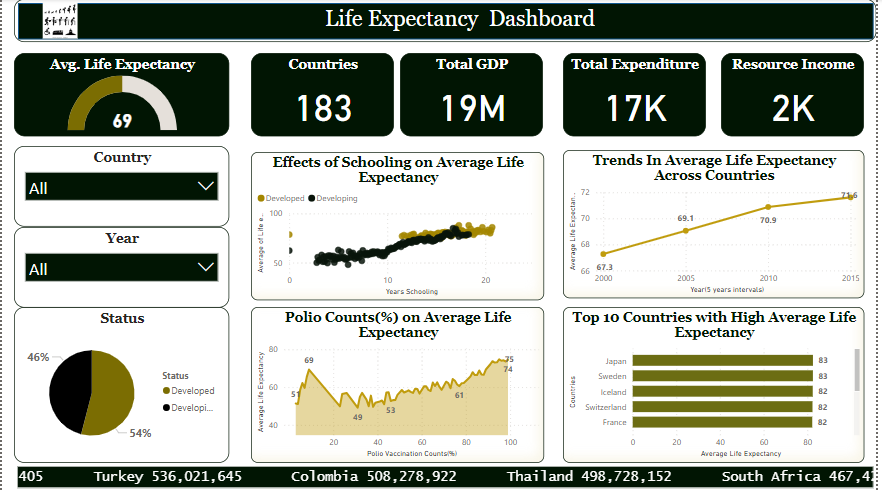 Life Expectancy Dashboard
Avg. Life Expectancy
69
Countries
183
Total GDP
19M
Total Expenditure
17K
Resource Income
2K
Country
All
Year
All
Status
46%
54%
Status
Developed
Developi...
Effects of Schooling on Average Life
Expectancy
Developed Developing
Average of Life e...
100
50
0 10 20
Years Schooling
Trends In Average Life Expectancy
Across Countries
Average Life Expectan...
72
70
68
66
67.3
69.1
70.9
71.6
2000 2005 2010 2015
Year(5 years intervals)
Polio Counts(%) on Average Life
Expectancy
Average Life Expectancy
80
60
40
51
69
49
53
61
75
74
20 40 60 80 100
Polio Vaccination Counts(%)
Top 10 Countries with High Average Life
Expectancy
Countries
Japan 83
Sweden 83
Iceland 82
Switzerland 82
France 82
0 20 40 60 80
Average Life Expectancy
405 Turkey 536,021,645 Colombia 508,278,922 Thailand 498,728,152 South Africa